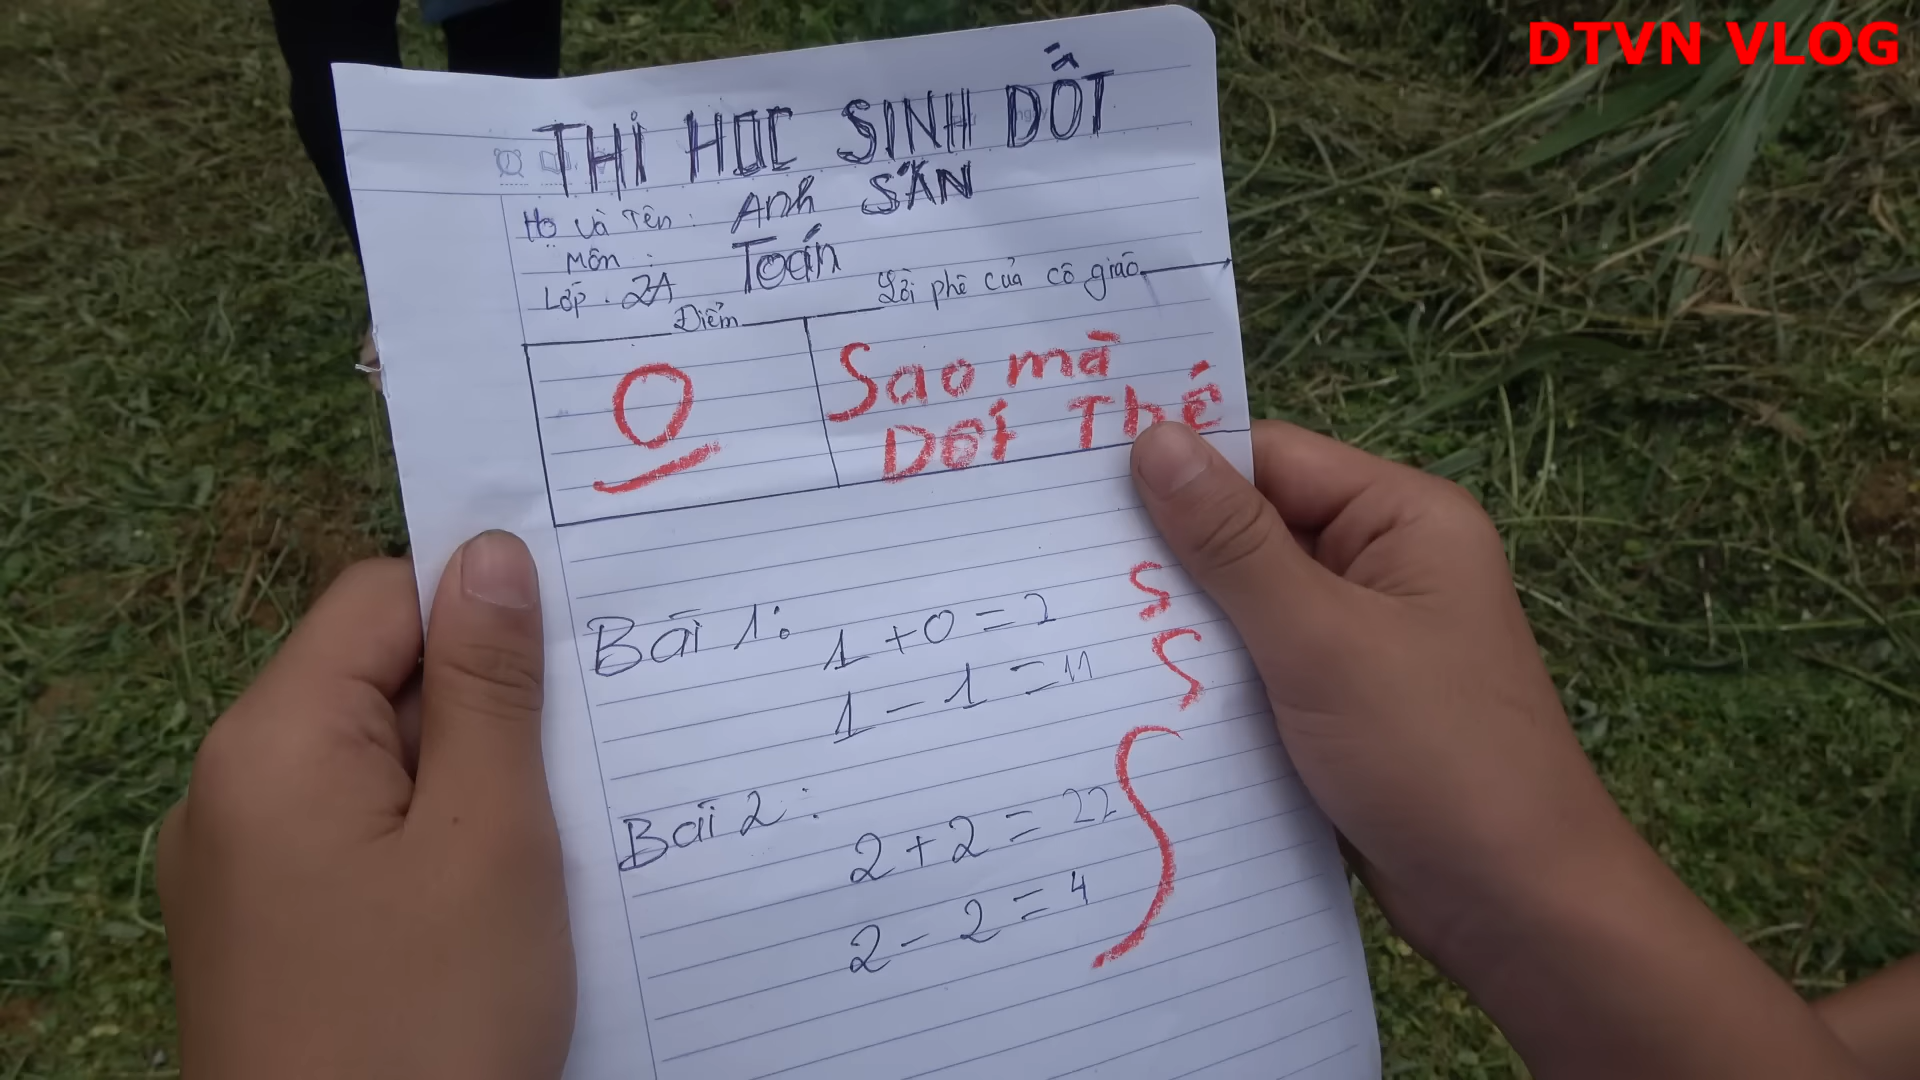 DTVN VLOG
THI HỌC SINH DỐT
Họ và Tên: Anh SĂN
Môn: Toán
Lớp. 2A
Điểm
Lời phê của cô giáo
0
Sao mà
Dốt Thế
Bài 1: 1 + 0 = 2 S
1 - 1 = 11 S
Bài 2: 2 + 2 = 22 S
2 - 2 = 4